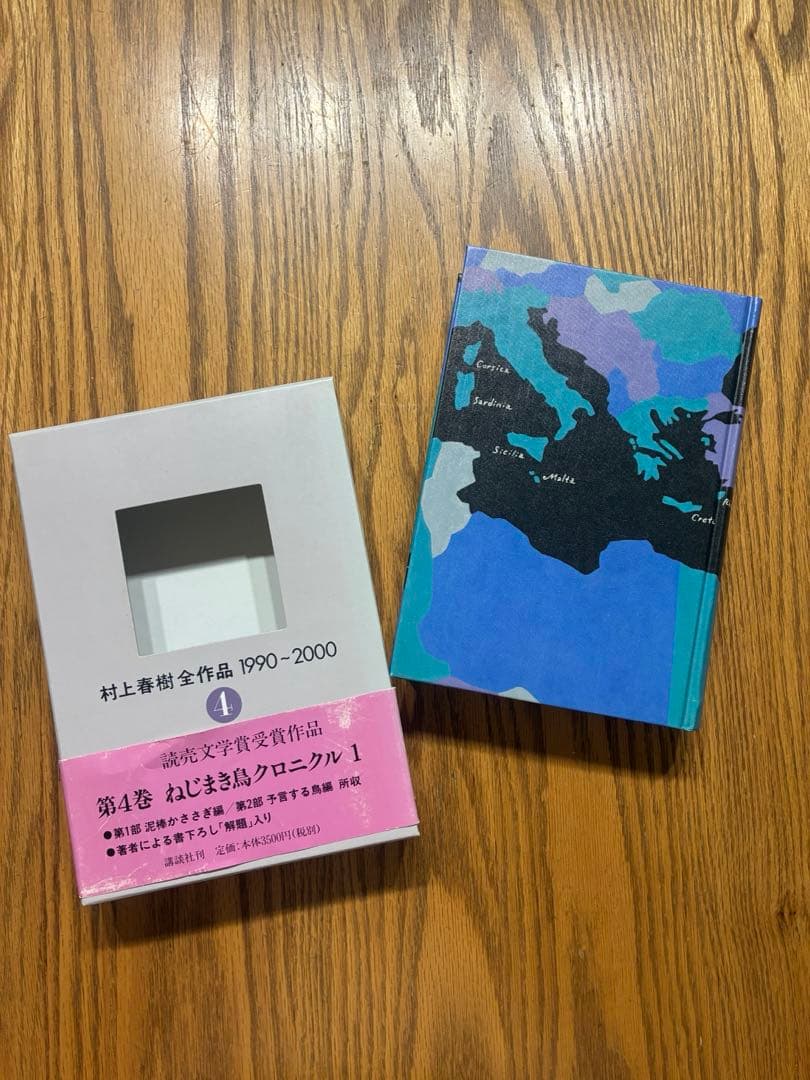 村上春樹 全作品 1990~2000
4
読売文学賞受賞作品
第4巻 ねじまき鳥クロニクル 1
●第1部 泥棒かささぎ編/第2部 予言する鳥編 所収
●著者による書下ろし「解題」入り
講談社刊 定価:本体3500円(税別)
Corsica
Sardinia
Sicilia
Malta
Creta